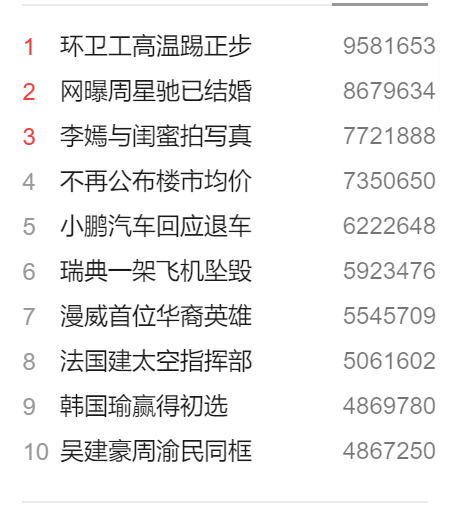 1 环卫工高温踢正步 9581653
2 网曝周星驰已结婚 8679634
3 李嫣与闺蜜拍写真 7721888
4 不再公布楼市均价 7350650
5 小鹏汽车回应退车 6222648
6 瑞典一架飞机坠毁 5923476
7 漫威首位华裔英雄 5545709
8 法国建太空指挥部 5061602
9 韩国瑜赢得初选 4869780
10 吴建豪周渝民同框 4867250